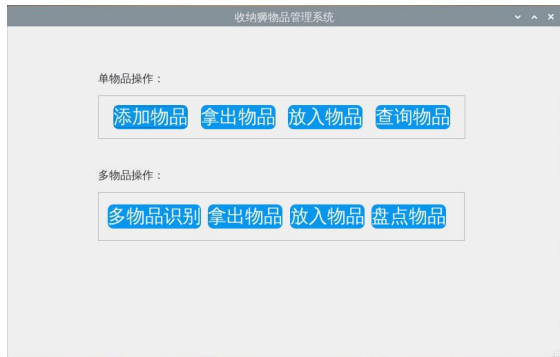 收纳狮物品管理系统
单物品操作：
添加物品 拿出物品 放入物品 查询物品
多物品操作：
多物品识别 拿出物品 放入物品 盘点物品